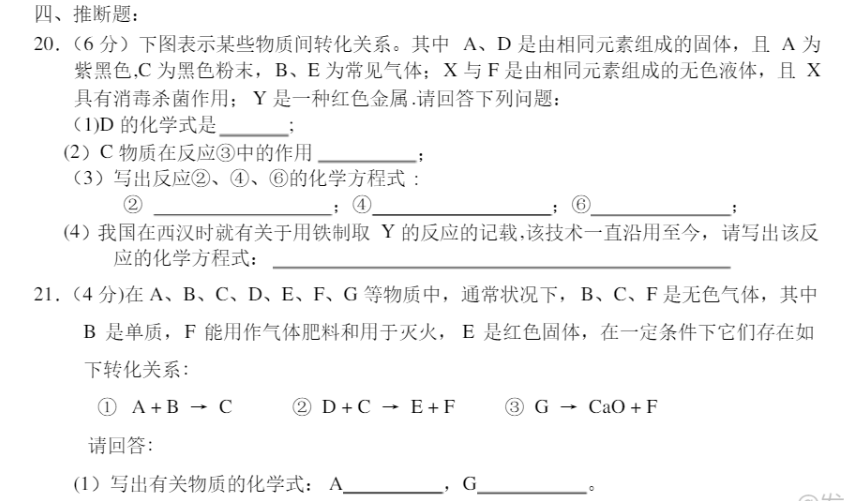 四、推断题：
20.（6 分）下图表示某些物质间转化关系。其中 A、D 是由相同元素组成的固体，且 A 为
紫黑色,C 为黑色粉末，B、E 为常见气体；X 与 F 是由相同元素组成的无色液体，且 X
具有消毒杀菌作用； Y 是一种红色金属.请回答下列问题：
（1)D 的化学式是______；
（2）C 物质在反应③中的作用________；
（3）写出反应②、④、⑥的化学方程式：
② ______________；④______________；⑥___________；
（4）我国在西汉时就有关于用铁制取 Y 的反应的记载,该技术一直沿用至今，请写出该反
应的化学方程式：____________________________________
21.（4 分)在 A、B、C、D、E、F、G 等物质中，通常状况下， B、C、F 是无色气体，其中
B 是单质， F 能用作气体肥料和用于灭火， E 是红色固体，在一定条件下它们存在如
下转化关系：
① A + B → C ② D + C → E + F ③ G → CaO + F
请回答：
（1）写出有关物质的化学式： A________，G_________。